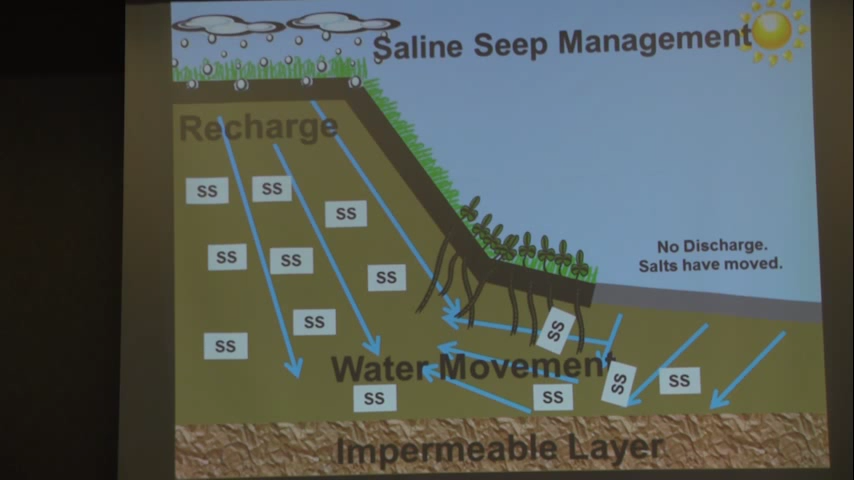 Saline Seep Management
Recharge
SS
SS
SS
No Discharge.
Salts have moved.
SS
SS
SS
SS
SS
SS
Water Movement
SS
SS
SS
SS
Impermeable Layer